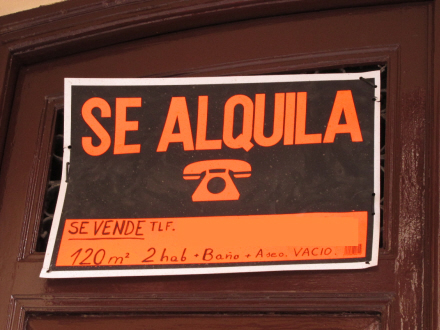 SE ALQUILA
SE VENDE TLF.
120 m² 2 hab + Baño + Aseo. VACIO.